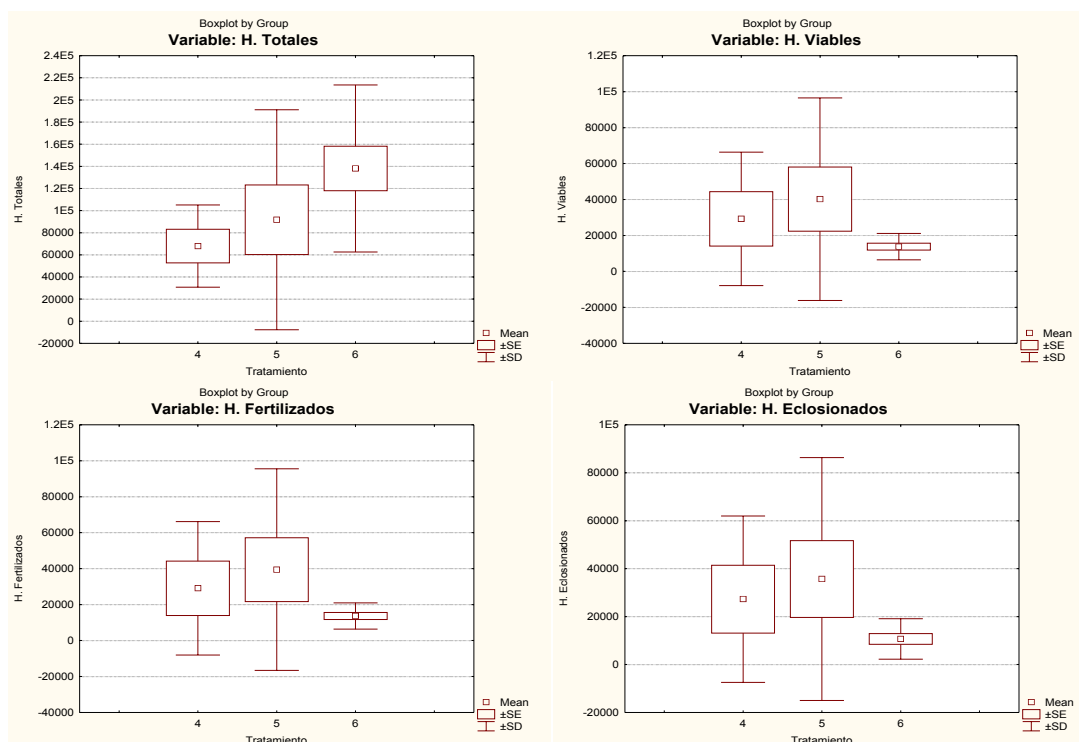 Boxplot by Group
Variable: H. Totales
2.4E5
2.2E5
2E5
1.8E5
1.6E5
1.4E5
1.2E5
1E5
80000
60000
40000
20000
0
-20000
H. Totales
4 5 6
Tratamiento
Mean
±SE
±SD
Boxplot by Group
Variable: H. Viables
1.2E5
1E5
80000
60000
40000
20000
0
-20000
-40000
H. Viables
4 5 6
Tratamiento
Mean
±SE
±SD
Boxplot by Group
Variable: H. Fertilizados
1.2E5
1E5
80000
60000
40000
20000
0
-20000
-40000
H. Fertilizados
4 5 6
Tratamiento
Mean
±SE
±SD
Boxplot by Group
Variable: H. Eclosionados
1E5
80000
60000
40000
20000
0
-20000
H. Eclosionados
4 5 6
Tratamiento
Mean
±SE
±SD